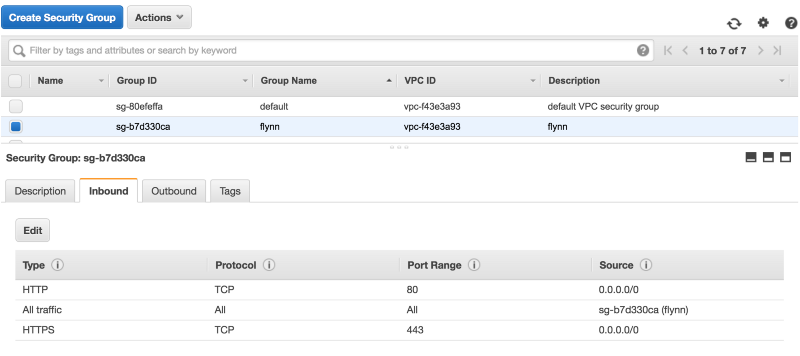 Create Security Group Actions
Filter by tags and attributes or search by keyword 1 to 7 of 7
Name Group ID Group Name VPC ID Description
sg-80efeffa default vpc-f43e3a93 default VPC security group
sg-b7d330ca flynn vpc-f43e3a93 flynn
Security Group: sg-b7d330ca
Description Inbound Outbound Tags
Edit
Type Protocol Port Range Source
HTTP TCP 80 0.0.0.0/0
All traffic All All sg-b7d330ca (flynn)
HTTPS TCP 443 0.0.0.0/0